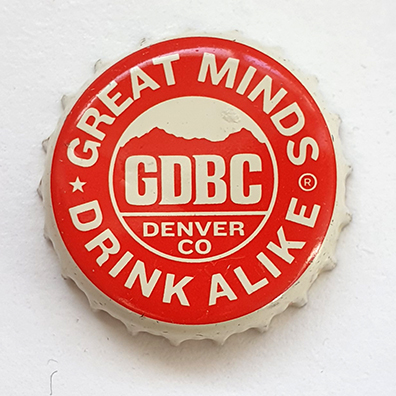 GREAT MINDS
GDBC
DENVER
CO
DRINK ALIKE ®